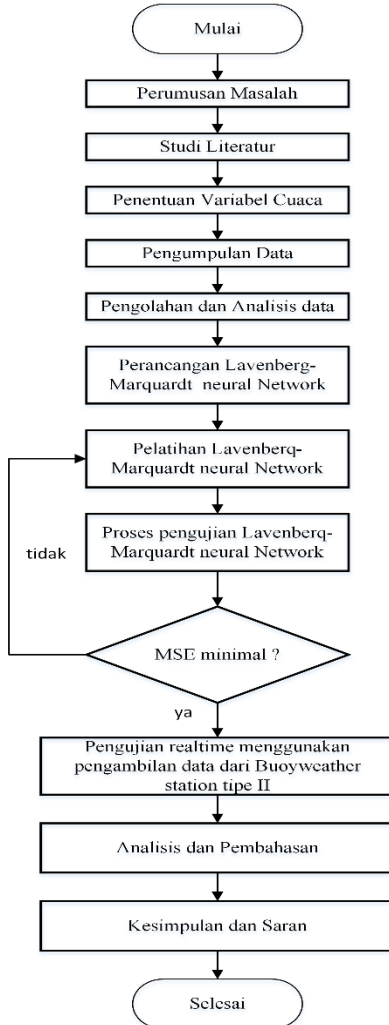 Mulai
Perumusan Masalah
Studi Literatur
Penentuan Variabel Cuaca
Pengumpulan Data
Pengolahan dan Analisis data
Perancangan Lavenberg-
Marquardt neural Network
Pelatihan Lavenberg-
Marquardt neural Network
Proses pengujian Lavenberg-
Marquardt neural Network
tidak
MSE minimal ?
ya
Pengujian realtime menggunakan
pengambilan data dari Buoyweather
station tipe II
Analisis dan Pembahasan
Kesimpulan dan Saran
Selesai